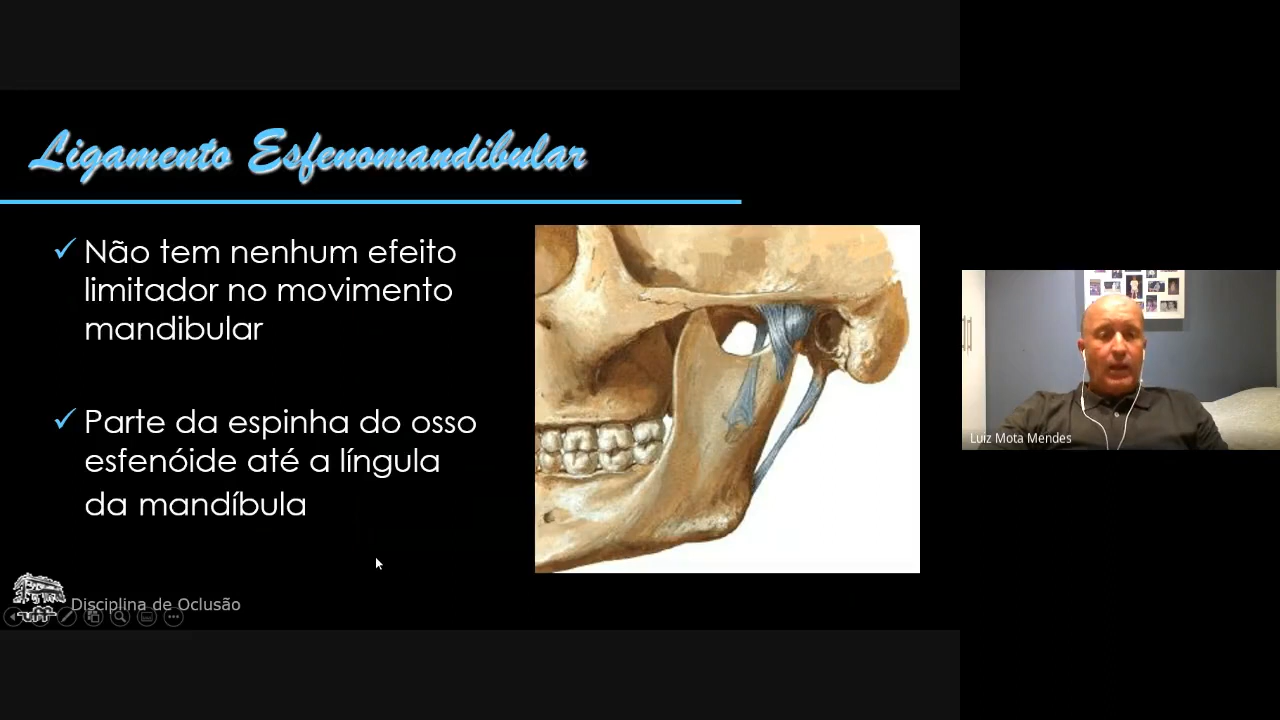 Ligamento Esfenomandibular
✓ Não tem nenhum efeito
limitador no movimento
mandibular
✓ Parte da espinha do osso
esfenóide até a língula
da mandíbula
uff
Disciplina de Oclusão
Luiz Mota Mendes